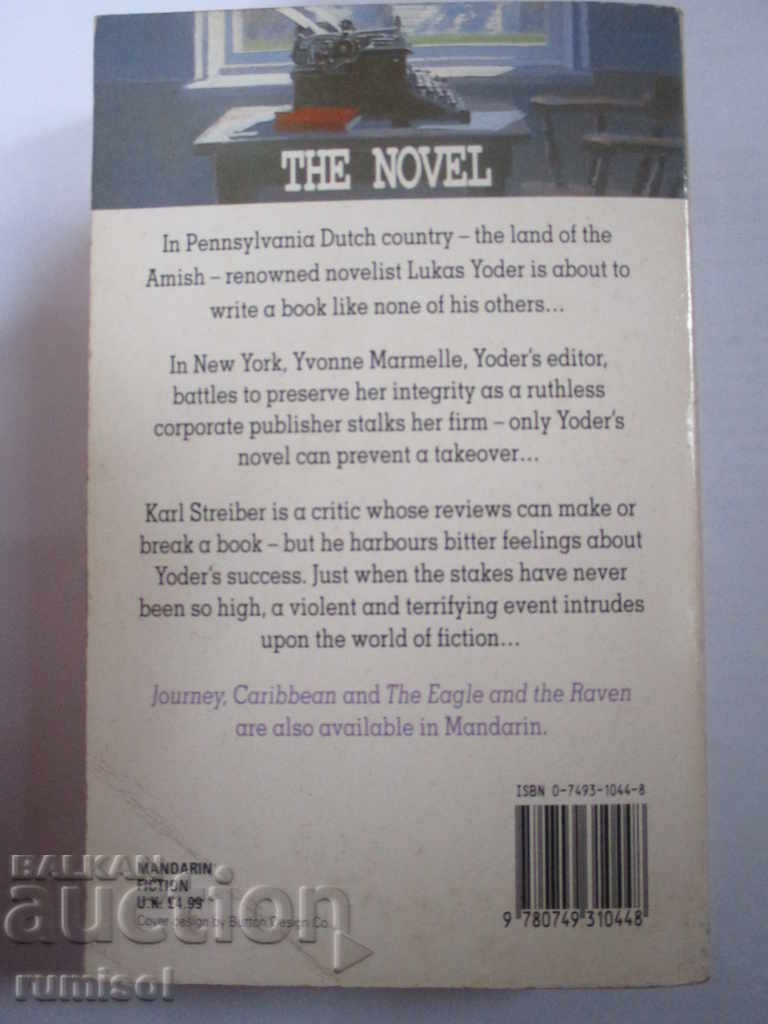 THE NOVEL
In Pennsylvania Dutch country – the land of the
Amish – renowned novelist Lukas Yoder is about to
write a book like none of his others...
In New York, Yvonne Marmelle, Yoder's editor,
battles to preserve her integrity as a ruthless
corporate publisher stalks her firm – only Yoder's
novel can prevent a takeover...
Karl Streiber is a critic whose reviews can make or
break a book – but he harbours bitter feelings about
Yoder's success. Just when the stakes have never
been so high, a violent and terrifying event intrudes
upon the world of fiction...
Journey, Caribbean and The Eagle and the Raven
are also available in Mandarin.
ISBN 0-7493-1044-8
9 780749 310448
MANDARIN
FICTION
U.K. £4.99
Cover design by Button Design Co.
BALKAN
auction
rumisol